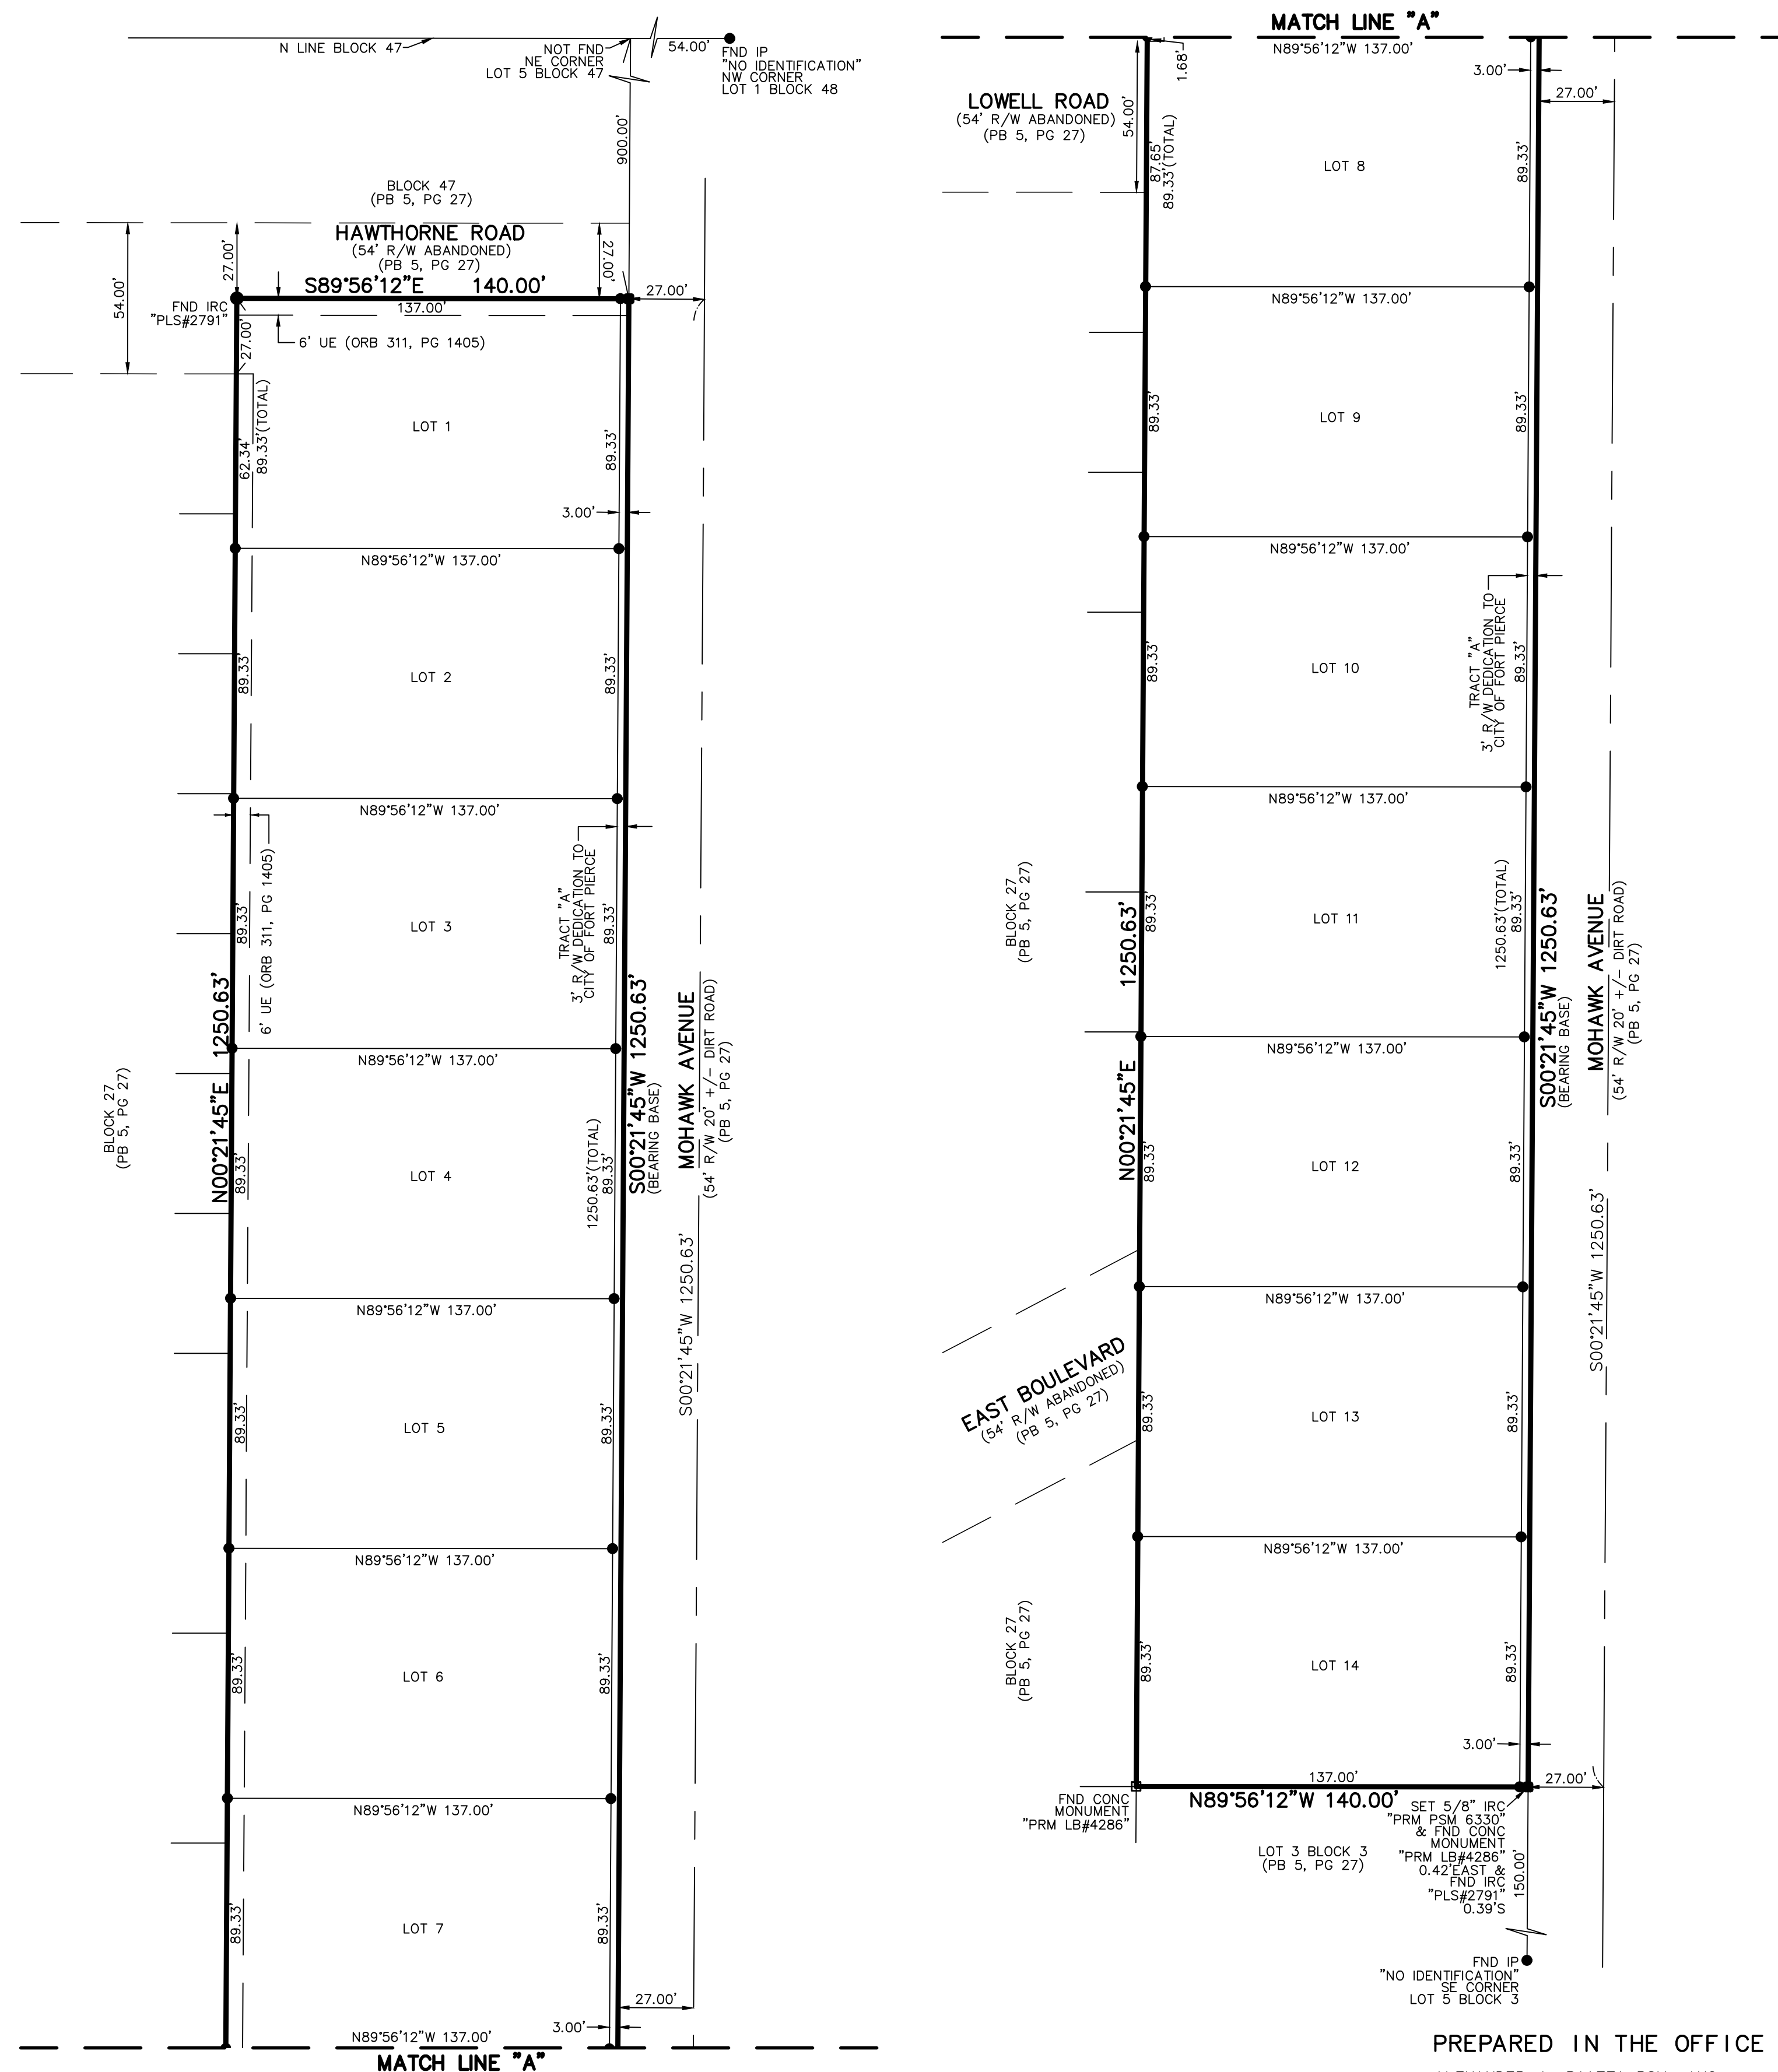 N LINE BLOCK 47
NOT FND
NE CORNER
LOT 5 BLOCK 47
54.00'
FND IP
"NO IDENTIFICATION"
NW CORNER
LOT 1 BLOCK 48
900.00'
BLOCK 47
(PB 5, PG 27)
HAWTHORNE ROAD
(54' R/W ABANDONED)
(PB 5, PG 27)
27.00'
27.00'
54.00'
S89°56'12"E 140.00'
27.00'
137.00'
FND IRC
"PLS#2791"
27.00'
6' UE (ORB 311, PG 1405)
62.34'
89.33'(TOTAL)
LOT 1
89.33'
3.00'
N89°56'12"W 137.00'
89.33'
LOT 2
89.33'
N89°56'12"W 137.00'
89.33'
6' UE (ORB 311, PG 1405)
LOT 3
TRACT "A"
3' R/W DEDICATION TO
CITY OF FORT PIERCE
89.33'
N89°56'12"W 137.00'
BLOCK 27
(PB 5, PG 27)
N00°21'45"E 1250.63'
89.33'
LOT 4
1250.63'(TOTAL)
89.33'
S00°21'45"W 1250.63'
(BEARING BASE)
MOHAWK AVENUE
(54' R/W 20' +/- DIRT ROAD)
(PB 5, PG 27)
S00°21'45"W 1250.63'
N89°56'12"W 137.00'
89.33'
LOT 5
89.33'
N89°56'12"W 137.00'
89.33'
LOT 6
89.33'
N89°56'12"W 137.00'
89.33'
LOT 7
89.33'
27.00'
3.00'
N89°56'12"W 137.00'
MATCH LINE "A"
MATCH LINE "A"
N89°56'12"W 137.00'
1.68'
3.00'
27.00'
LOWELL ROAD
(54' R/W ABANDONED)
(PB 5, PG 27)
54.00'
87.65'
89.33'(TOTAL)
LOT 8
89.33'
N89°56'12"W 137.00'
89.33'
LOT 9
89.33'
N89°56'12"W 137.00'
89.33'
LOT 10
TRACT "A"
3' R/W DEDICATION TO
CITY OF FORT PIERCE
89.33'
N89°56'12"W 137.00'
BLOCK 27
(PB 5, PG 27)
N00°21'45"E 1250.63'
89.33'
LOT 11
1250.63'(TOTAL)
89.33'
S00°21'45"W 1250.63'
(BEARING BASE)
MOHAWK AVENUE
(54' R/W 20' +/- DIRT ROAD)
(PB 5, PG 27)
N89°56'12"W 137.00'
89.33'
LOT 12
89.33'
S00°21'45"W 1250.63'
N89°56'12"W 137.00'
EAST BOULEVARD
(54' R/W ABANDONED)
(PB 5, PG 27)
89.33'
LOT 13
89.33'
N89°56'12"W 137.00'
BLOCK 27
(PB 5, PG 27)
89.33'
LOT 14
89.33'
3.00'
137.00'
27.00'
FND CONC
MONUMENT
"PRM LB#4286"
N89°56'12"W 140.00'
SET 5/8" IRC
"PRM PSM 6330"
& FND CONC
MONUMENT
"PRM LB#4286"
0.42'EAST &
FND IRC
"PLS#2791"
0.39'S
150.00'
LOT 3 BLOCK 3
(PB 5, PG 27)
FND IP
"NO IDENTIFICATION"
SE CORNER
LOT 5 BLOCK 3
PREPARED IN THE OFFICE